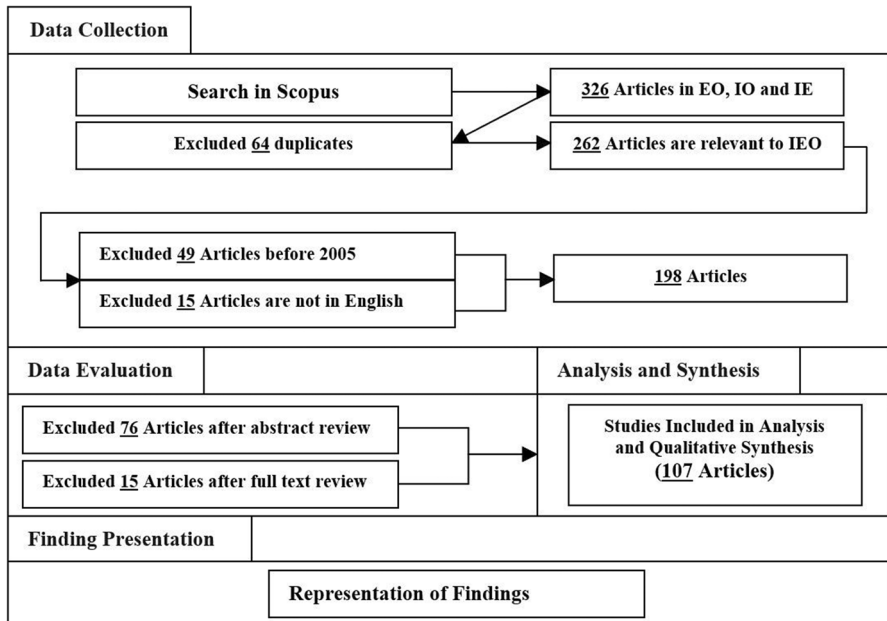 Data Collection
Search in Scopus
326 Articles in EO, IO and IE
Excluded 64 duplicates
262 Articles are relevant to IEO
Excluded 49 Articles before 2005
Excluded 15 Articles are not in English
198 Articles
Data Evaluation
Excluded 76 Articles after abstract review
Excluded 15 Articles after full text review
Analysis and Synthesis
Studies Included in Analysis
and Qualitative Synthesis
(107 Articles)
Finding Presentation
Representation of Findings